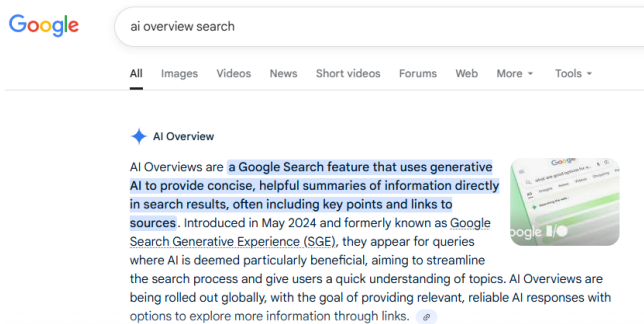 Google
ai overview search
All Images Videos News Short videos Forums Web More Tools
AI Overview
AI Overviews are a Google Search feature that uses generative
AI to provide concise, helpful summaries of information directly
in search results, often including key points and links to
sources. Introduced in May 2024 and formerly known as Google
Search Generative Experience (SGE), they appear for queries
where AI is deemed particularly beneficial, aiming to streamline
the search process and give users a quick understanding of topics. AI Overviews are
being rolled out globally, with the goal of providing relevant, reliable AI responses with
options to explore more information through links.
Google
oogle I/O